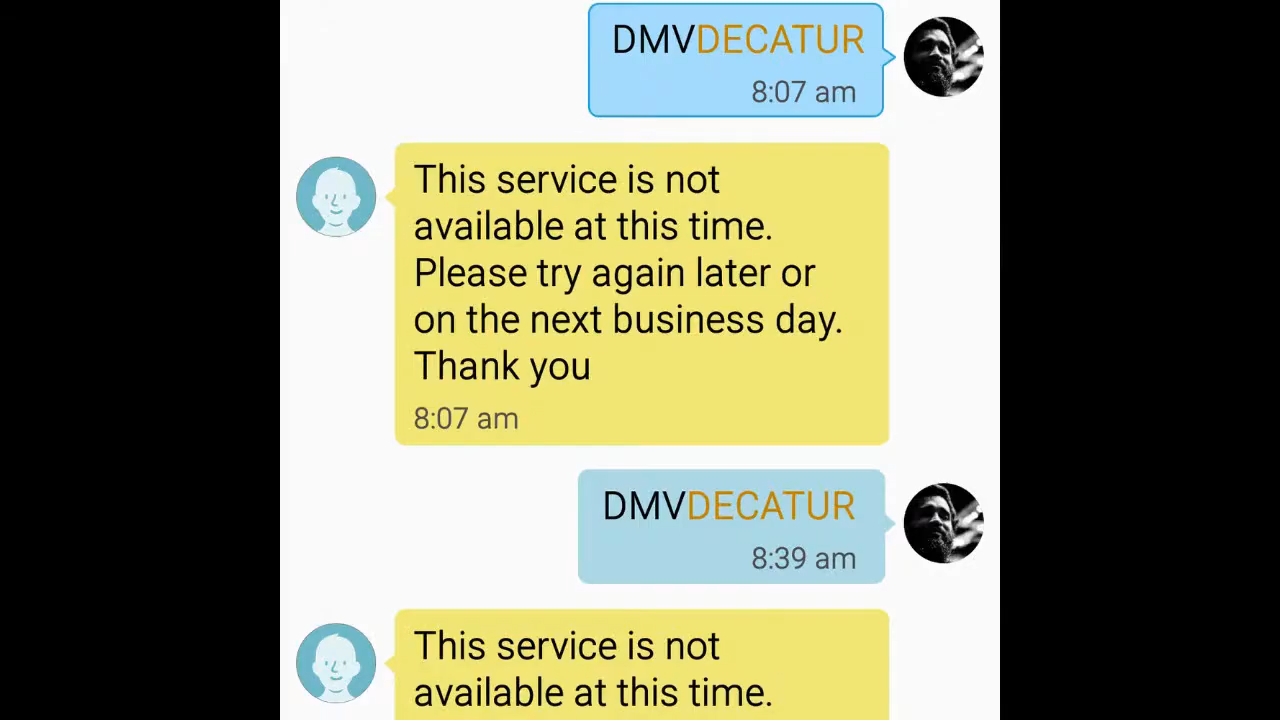 DMVDECATUR
8:07 am
This service is not
available at this time.
Please try again later or
on the next business day.
Thank you
8:07 am
DMVDECATUR
8:39 am
This service is not
available at this time.